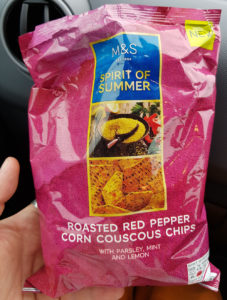 NEW
M&S
SPIRIT OF
SUMMER
ROASTED RED PEPPER
CORN COUSCOUS CHIPS
WITH PARSLEY, MINT
AND LEMON